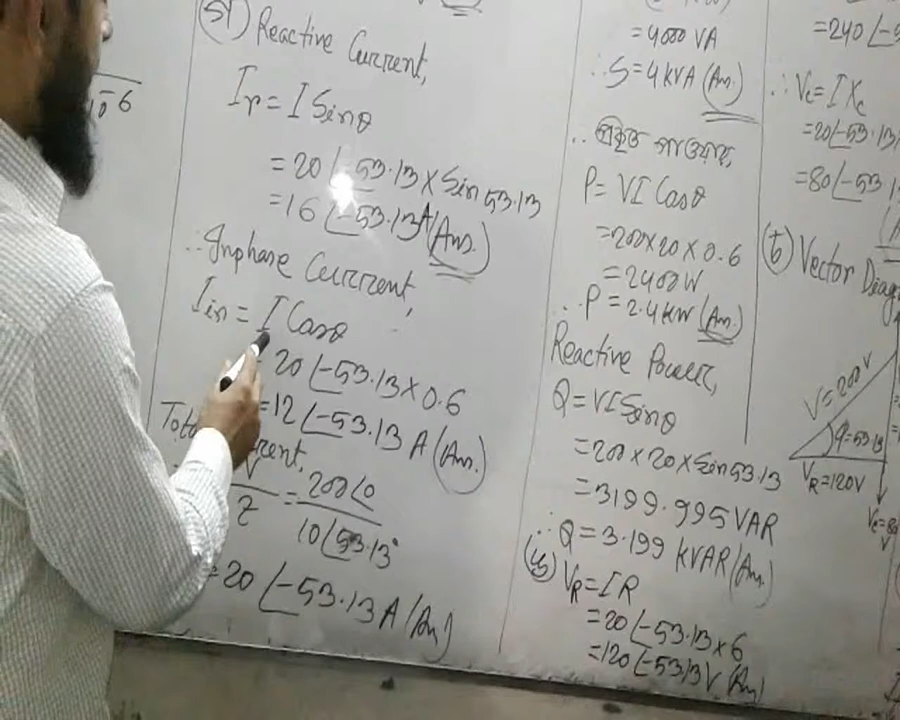 Reactive Current,
Ir = I Sinθ
= 20 ∠-53.13 × Sin 53.13
= 16 ∠-53.13 A (Ans.)
∴ Inphase Current,
Iin = I Cosθ
20 ∠-53.13 × 0.6
= 12 ∠-53.13 A (Ans.)
V/Z = 200∠0 / 10∠53.13°
= 20 ∠-53.13 A (Ans)
= 4000 VA
∴ S = 4 kVA (Ans.)
∴ প্রকৃত পাওয়ার,
P = VI Cosθ
= 200 × 20 × 0.6
= 2400 W
∴ P = 2.4 kW (Ans.)
Reactive Power,
Q = VI Sinθ
= 200 × 20 × Sin 53.13
= 3199.995 VAR
∴ Q = 3.199 KVAR (Ans.)
VR = IR
= 20 ∠-53.13 × 6
= 120 ∠-53.13 V (Ans)
= 240 ∠-5
∴ Vc = I Xc
= 20 ∠-53.13
= 80 ∠-53.1
Vector Diag
V = 200 V
φ = 53.13
VR = 120V